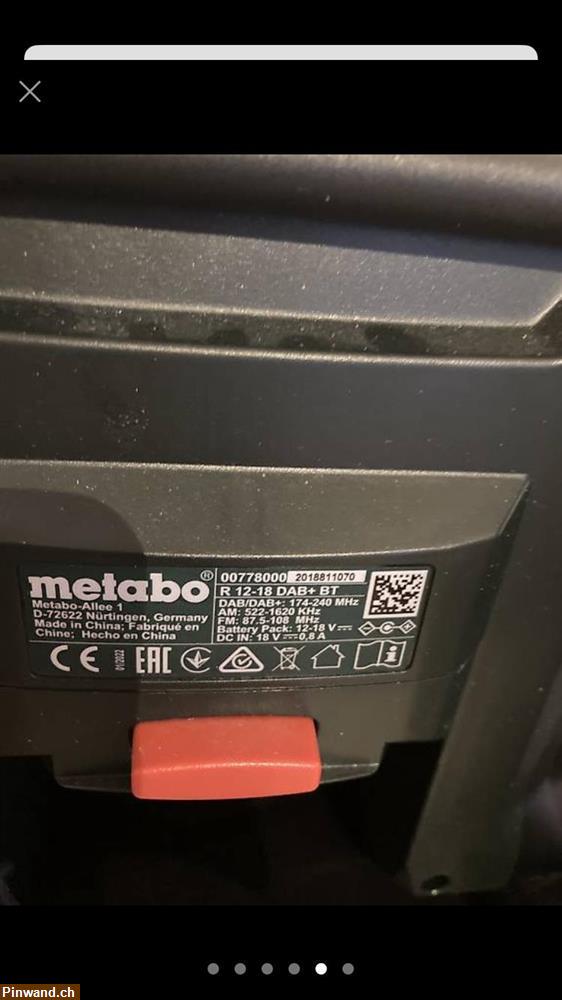 metabo®
Metabo-Allee 1
D-72622 Nürtingen, Germany
Made in China; Fabriqué en
Chine; Hecho en China
00778000 2018811070
R 12-18 DAB+ BT
DAB/DAB+: 174-240 MHz
AM: 522-1620 KHz
FM: 87.5-108 MHz
Battery Pack: 12-18 V
DC IN: 18 V 0,8 A
CE 01/2022 EAC
Pinwand.ch